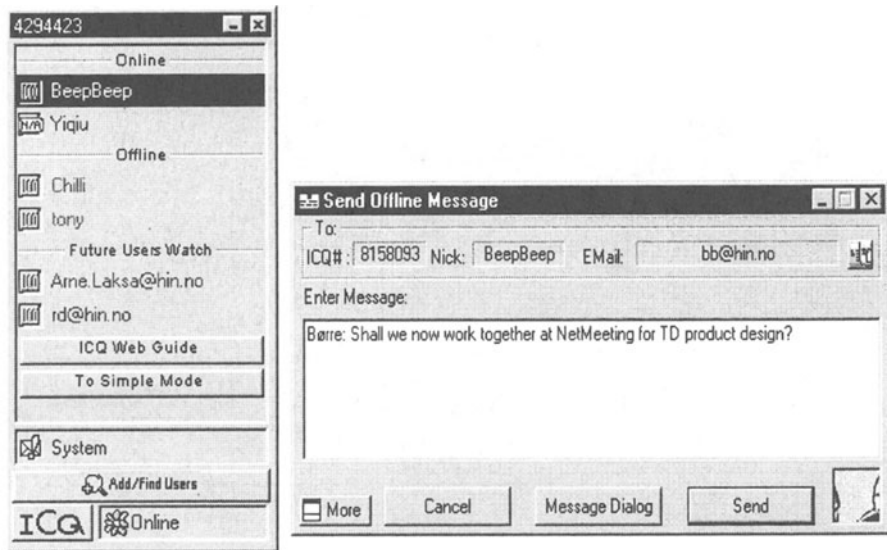 4294423
Online
BeepBeep
N/A Yiqiu
Offline
Chilli
tony
Future Users Watch
Arne.Laksa@hin.no
rd@hin.no
ICQ Web Guide
To Simple Mode
System
Add/Find Users
ICQ Online
Send Offline Message
To:
ICQ#: 8158093 Nick: BeepBeep EMail: bb@hin.no
Enter Message:
Børre: Shall we now work together at NetMeeting for TD product design?
More Cancel Message Dialog Send